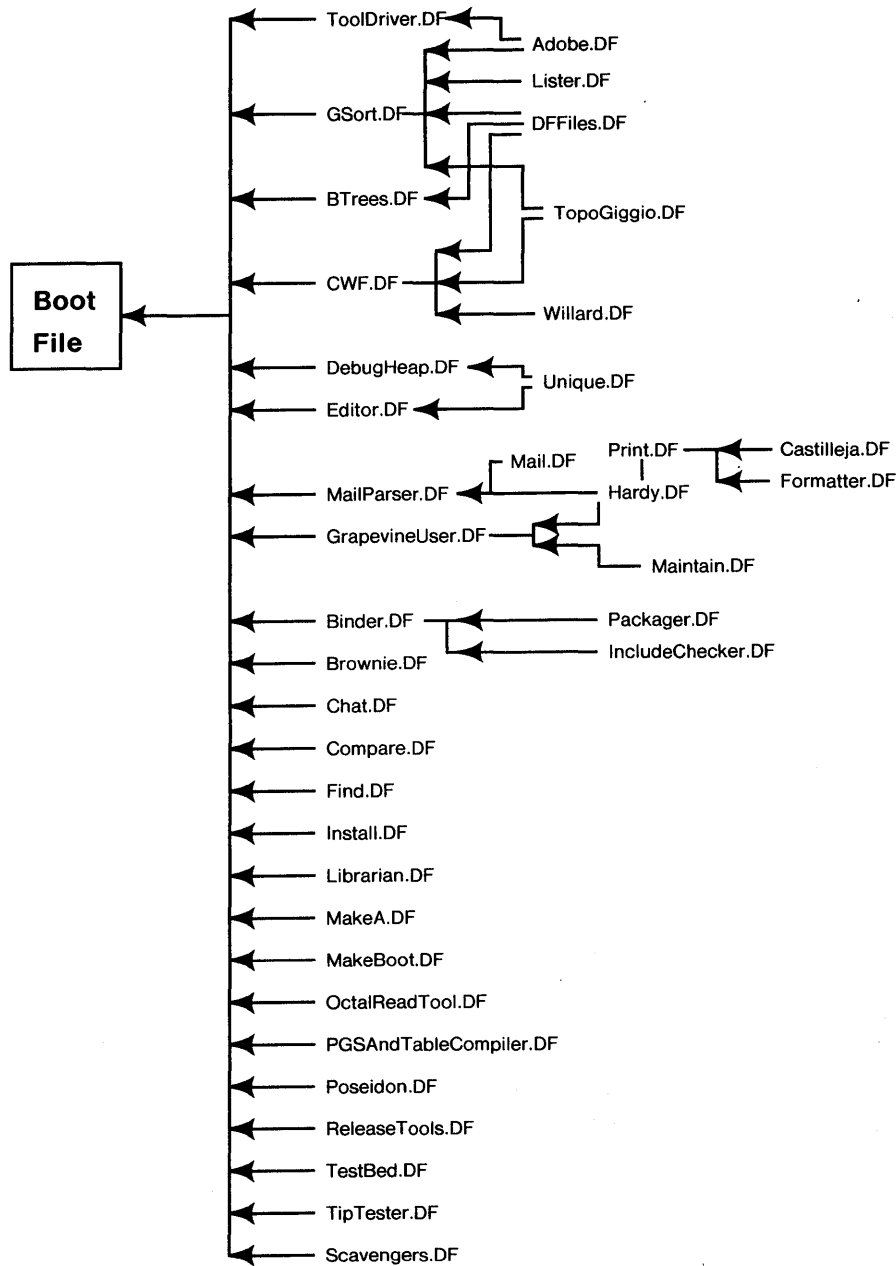 ToolDriver.DF
Adobe.DF
Lister.DF
GSort.DF
DFFiles.DF
BTrees.DF
TopoGiggio.DF
CWF.DF
Boot
File
Willard.DF
DebugHeap.DF
Unique.DF
Editor.DF
Mail.DF
Print.DF
Castilleja.DF
MailParser.DF
Hardy.DF
Formatter.DF
GrapevineUser.DF
Maintain.DF
Binder.DF
Packager.DF
IncludeChecker.DF
Brownie.DF
Chat.DF
Compare.DF
Find.DF
Install.DF
Librarian.DF
MakeA.DF
MakeBoot.DF
OctalReadTool.DF
PGSAndTableCompiler.DF
Poseidon.DF
ReleaseTools.DF
TestBed.DF
TipTester.DF
Scavengers.DF